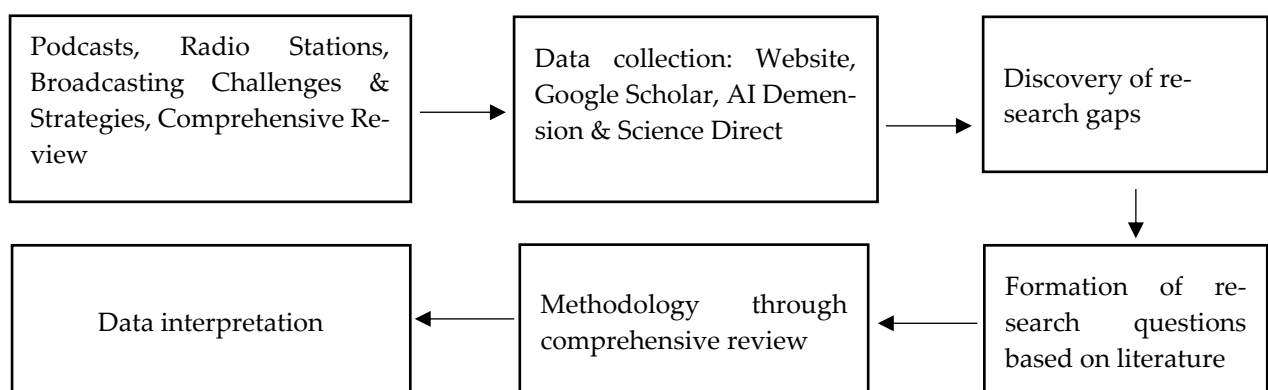 Podcasts, Radio Stations,
Broadcasting Challenges &
Strategies, Comprehensive Re-
view
Data collection: Website,
Google Scholar, AI Demen-
sion & Science Direct
Discovery of re-
search gaps
Formation of re-
search questions
based on literature
Methodology through
comprehensive review
Data interpretation